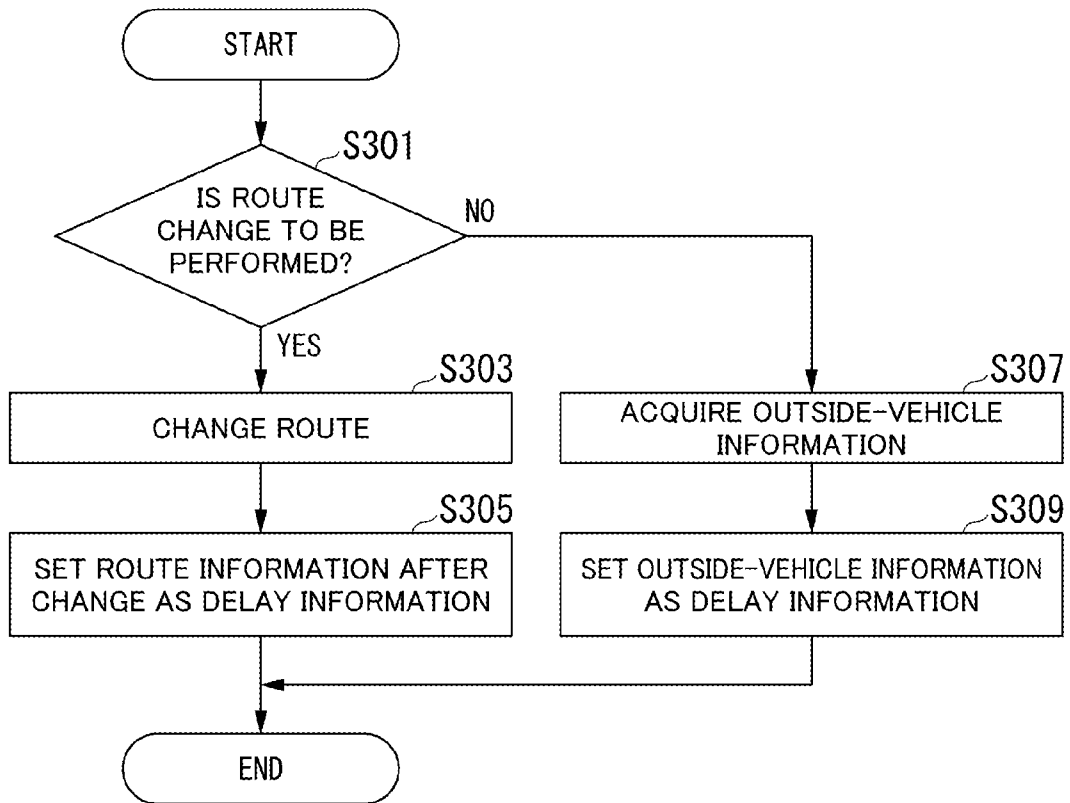 START
S301
IS ROUTE
CHANGE TO BE
PERFORMED?
NO
YES
S303
CHANGE ROUTE
S305
SET ROUTE INFORMATION AFTER
CHANGE AS DELAY INFORMATION
S307
ACQUIRE OUTSIDE-VEHICLE
INFORMATION
S309
SET OUTSIDE-VEHICLE INFORMATION
AS DELAY INFORMATION
END